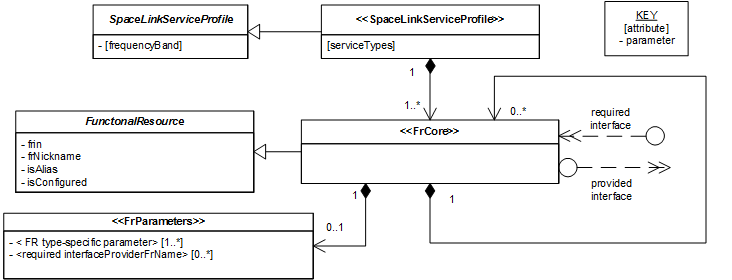 SpaceLinkServiceProfile
- [frequencyBand]
<<SpaceLinkServiceProfile>>
[serviceTypes]
KEY
[attribute]
- parameter
1
1..*
0..*
FunctonalResource
- frin
- frNickname
- isAlias
- isConfigured
<<FrCore>>
required
interface
provided
interface
1
1
0..1
<<FrParameters>>
- < FR type-specific parameter> [1..*]
- <required interfaceProviderFrName> [0..*]